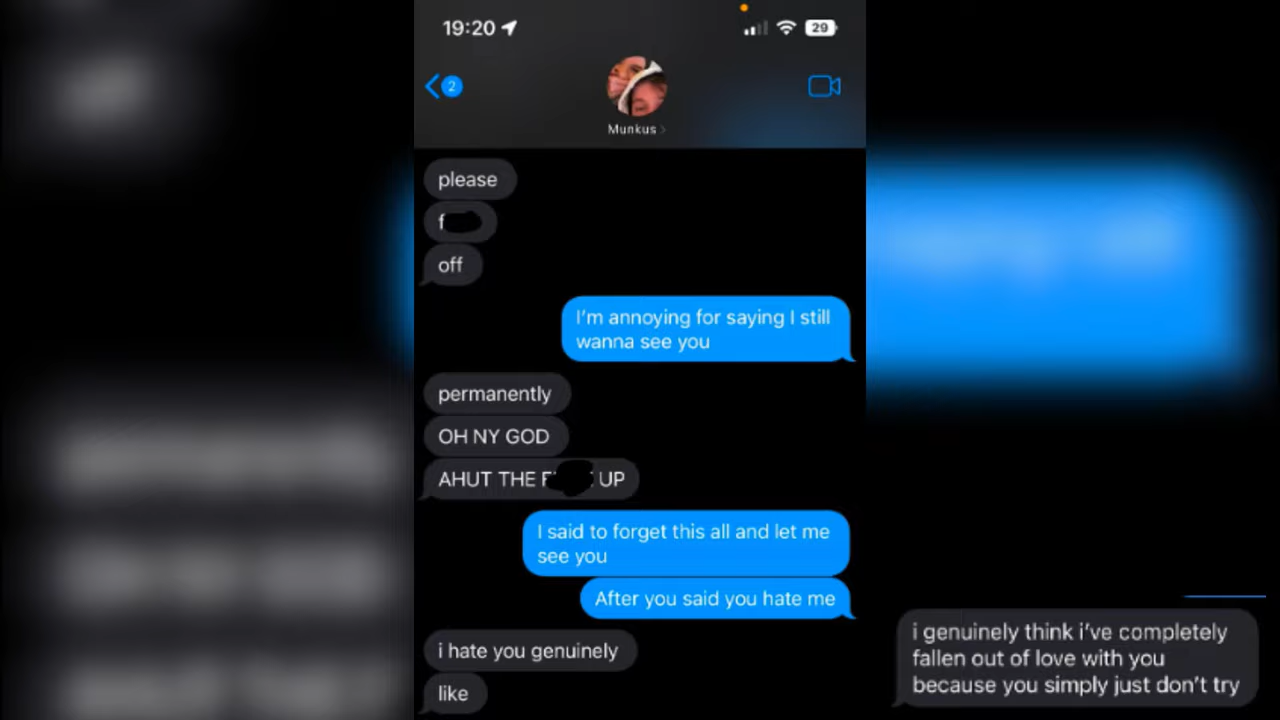 19:20
29
2
Munkus
please
f
off
I'm annoying for saying I still
wanna see you
permanently
OH NY GOD
AHUT THE F UP
I said to forget this all and let me
see you
After you said you hate me
i hate you genuinely
like
i genuinely think i've completely
fallen out of love with you
because you simply just don't try